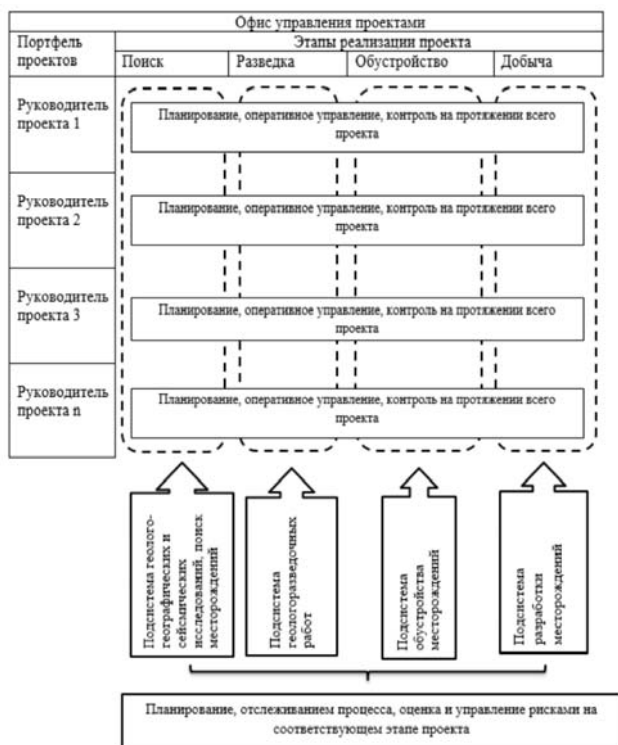 Офис управления проектами
Портфель
проектов
Этапы реализации проекта
Поиск
Разведка
Обустройство
Добыча
Руководитель
проекта 1
Планирование, оперативное управление, контроль на протяжении всего
проекта
Руководитель
проекта 2
Планирование, оперативное управление, контроль на протяжении всего
проекта
Руководитель
проекта 3
Планирование, оперативное управление, контроль на протяжении всего
проекта
Руководитель
проекта n
Планирование, оперативное управление, контроль на протяжении всего
проекта
Подсистема геолого-
географических и
сейсмических
исследований, поиск
месторождений
Подсистема
геологоразведочных
работ
Подсистема
обустройства
месторождений
Подсистема
разработки
месторождений
Планирование, отслеживанием процесса, оценка и управление рисками на
соответствующем этапе проекта